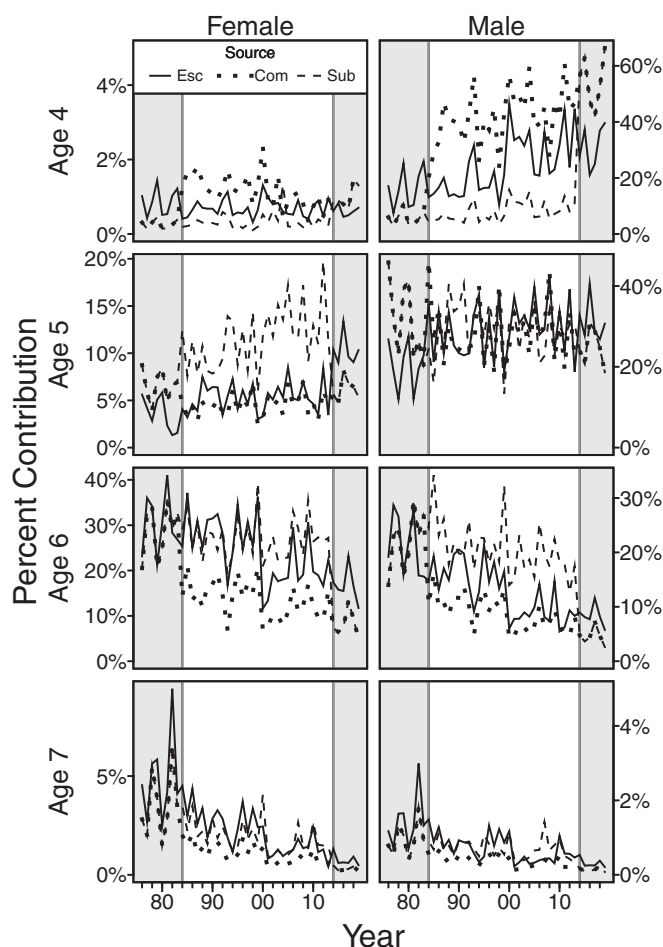 Female Male
Source
Esc Com Sub
Percent Contribution
Age 4
4%
2%
0%
60%
40%
20%
0%
Age 5
20%
15%
10%
5%
0%
40%
20%
0%
Age 6
40%
30%
20%
10%
0%
30%
20%
10%
0%
Age 7
5%
0%
4%
2%
0%
80 90 00 10 80 90 00 10
Year